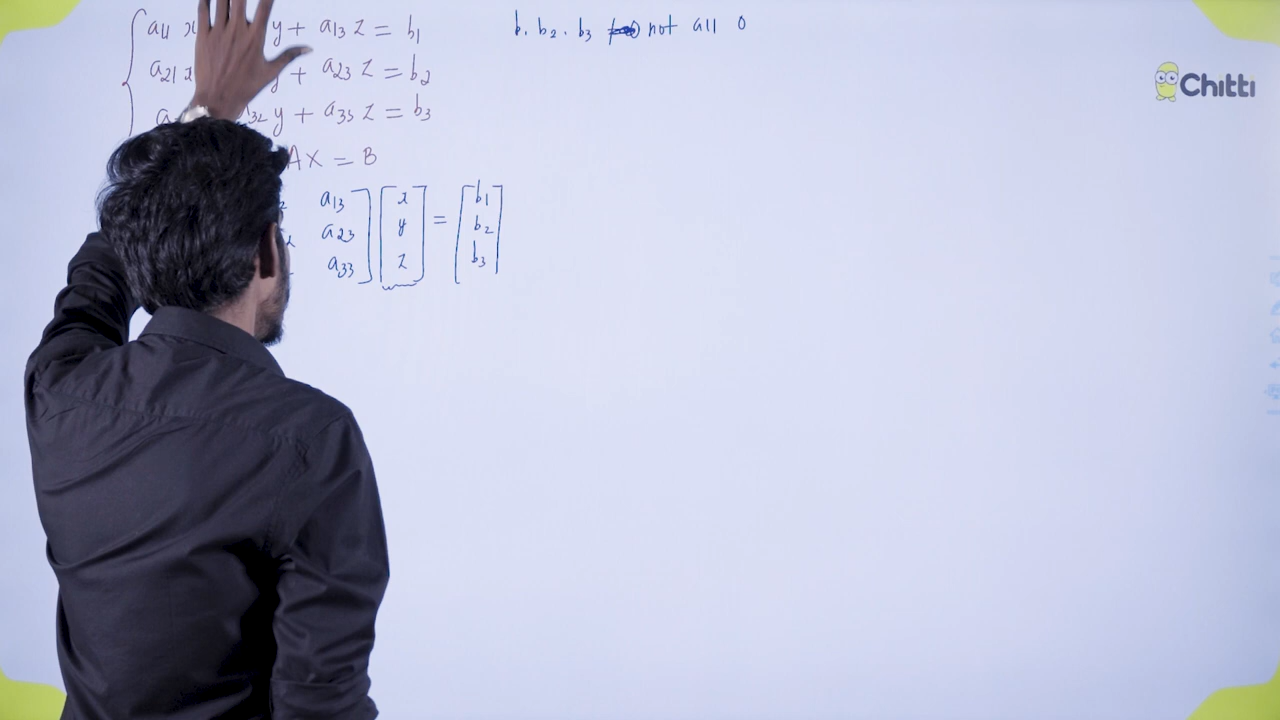 a11 x y + a13 z = b1
b1 b2 . b3 not all 0
a21 x y + a23 z = b2
a 32 y + a33 z = b3
AX = B
a13 x b1
a23 y = b2
a33 z b3
Chitti